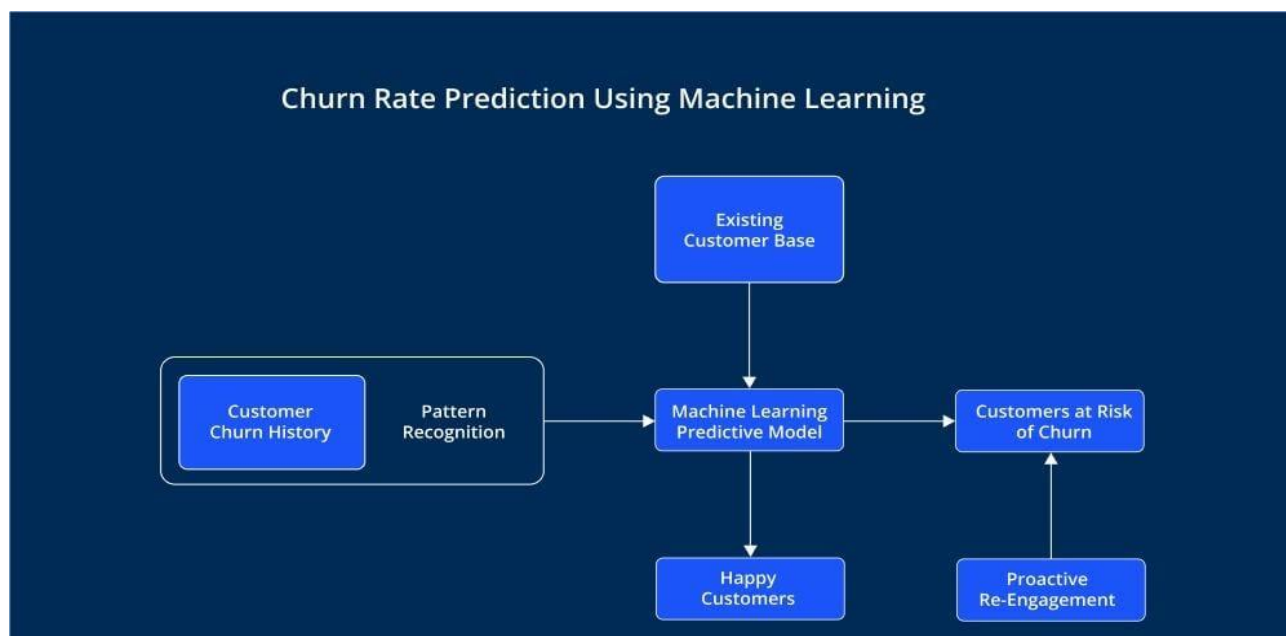 Churn Rate Prediction Using Machine Learning
Existing
Customer Base
Customer
Churn History
Pattern
Recognition
Machine Learning
Predictive Model
Customers at Risk
of Churn
Happy
Customers
Proactive
Re-Engagement